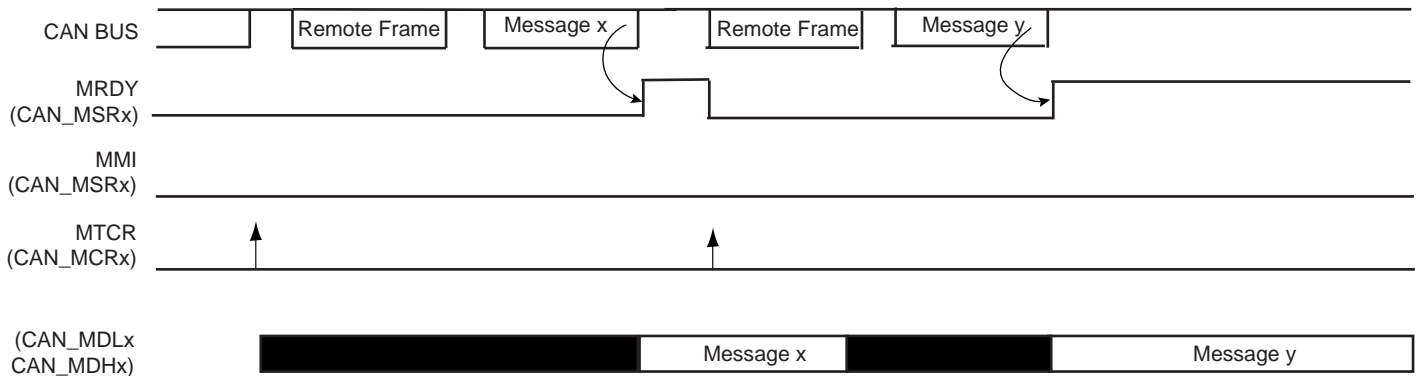 CAN BUS
Remote Frame
Message x
Remote Frame
Message y
MRDY
(CAN_MSRx)
MMI
(CAN_MSRx)
MTCR
(CAN_MCRx)
(CAN_MDLx
CAN_MDHx)
Message x
Message y